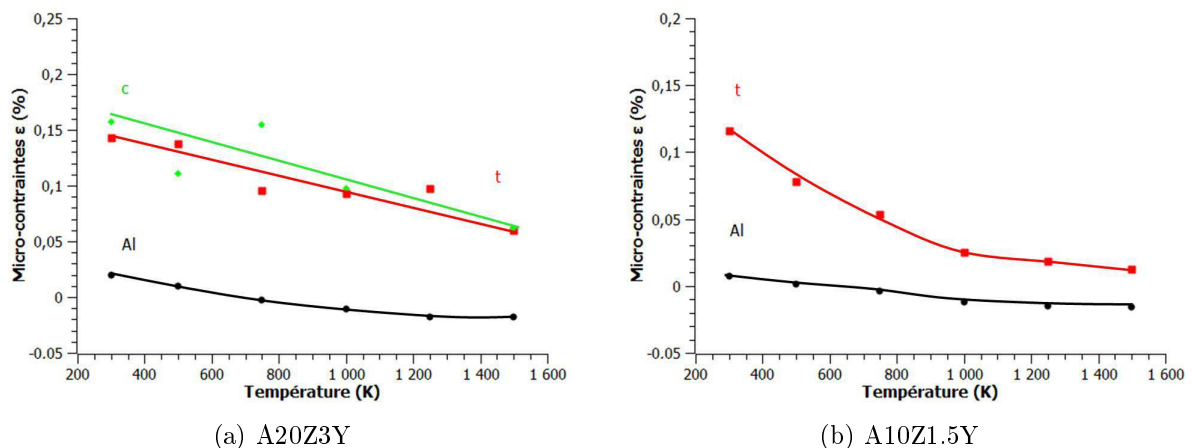 0,25
0,2
0,15
0,1
0,05
0
-0.05
Micro-contraintes ε (%)
c
t
Al
200 400 600 800 1 000 1 200 1 400 1 600
Température (K)
(a) A20Z3Y
0,2
0,15
0,1
0,05
0
-0.05
Micro-contraintes ε (%)
t
Al
200 400 600 800 1 000 1 200 1 400 1 600
Température (K)
(b) A10Z1.5Y